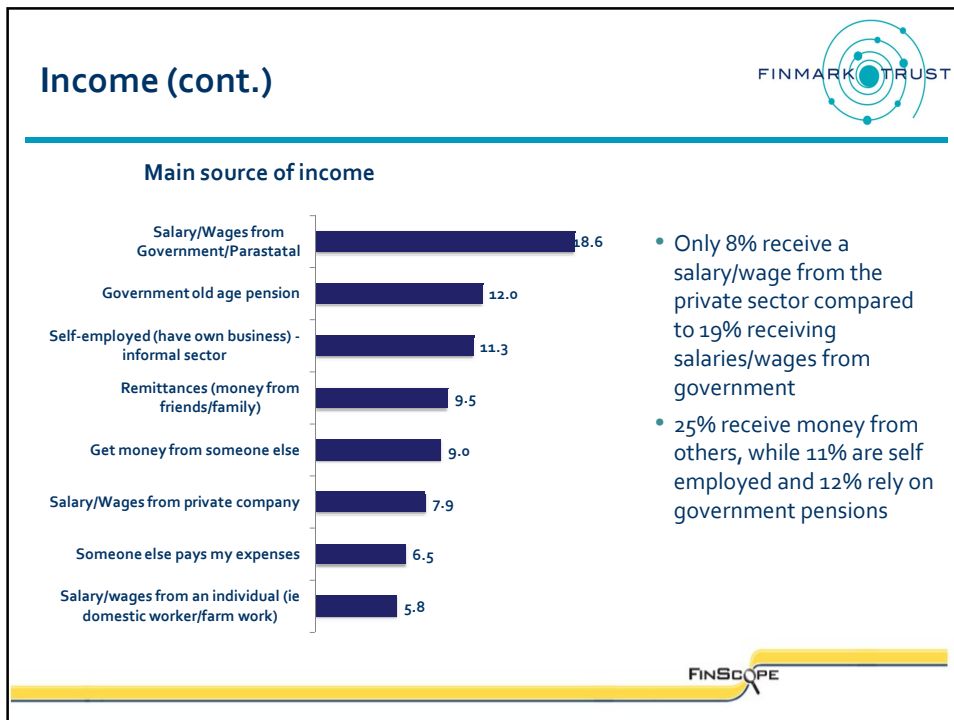 Income (cont.)
FINMARK TRUST
Main source of income
Salary/Wages from
Government/Parastatal
18.6
Government old age pension
12.0
Self-employed (have own business) -
informal sector
11.3
Remittances (money from
friends/family)
9.5
Get money from someone else
9.0
Salary/Wages from private company
7.9
Someone else pays my expenses
6.5
Salary/wages from an individual (ie
domestic worker/farm work)
5.8
• Only 8% receive a
salary/wage from the
private sector compared
to 19% receiving
salaries/wages from
government
• 25% receive money from
others, while 11% are self
employed and 12% rely on
government pensions
FINSCOPE